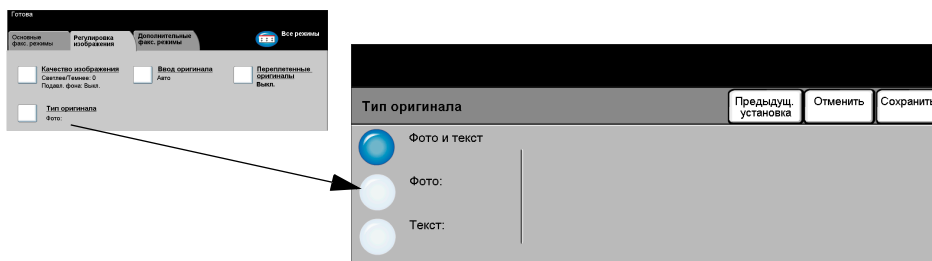 Готова
Основные
факс. режимы
Регулировка
изображения
Дополнительные
факс. режимы
Все режимы
Качество изображения
Светлее/Темнее: 0
Подавл. фона: Выкл.
Ввод оригинала
Авто
Переплетенные
оригиналы
Выкл.
Тип оригинала
Фото:
Тип оригинала
Предыдущ.
установка
Отменить
Сохранить
Фото и текст
Фото:
Текст: